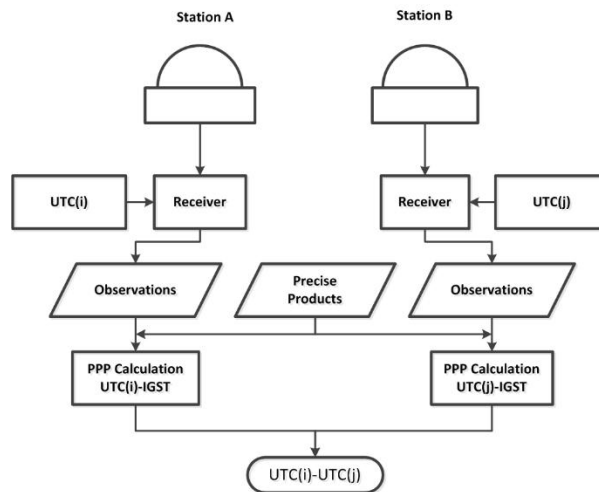 Station A
Station B
UTC(i)
Receiver
Receiver
UTC(j)
Observations
Precise
Products
Observations
PPP Calculation
UTC(i)-IGST
PPP Calculation
UTC(j)-IGST
UTC(i)-UTC(j)